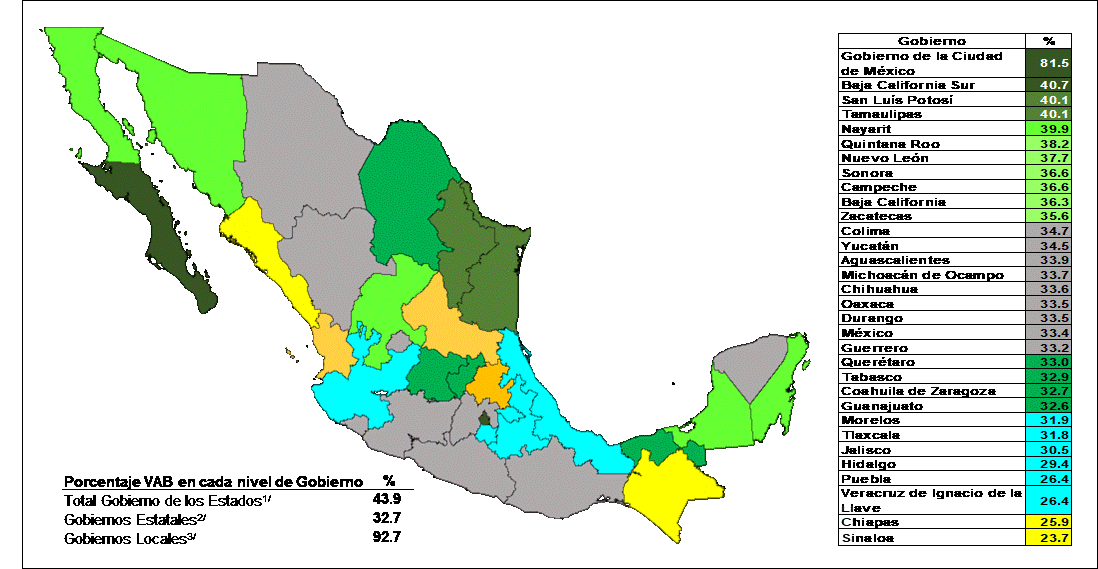 Gobierno %
Gobierno de la Ciudad
de México 81.5
Baja California Sur 40.7
San Luís Potosí 40.1
Tamaulipas 40.1
Nayarit 39.9
Quintana Roo 38.2
Nuevo León 37.7
Sonora 36.6
Campeche 36.6
Baja California 36.3
Zacatecas 35.6
Colima 34.7
Yucatán 34.5
Aguascalientes 33.9
Michoacán de Ocampo 33.7
Chihuahua 33.6
Oaxaca 33.5
Durango 33.5
México 33.4
Guerrero 33.2
Querétaro 33.0
Tabasco 32.9
Coahuila de Zaragoza 32.7
Guanajuato 32.6
Morelos 31.9
Tlaxcala 31.8
Jalisco 30.5
Hidalgo 29.4
Puebla 26.4
Veracruz de Ignacio de la
Llave 26.4
Chiapas 25.9
Sinaloa 23.7
Porcentaje VAB en cada nivel de Gobierno %
Total Gobierno de los Estados1/ 43.9
Gobiernos Estatales2/ 32.7
Gobiernos Locales3/ 92.7